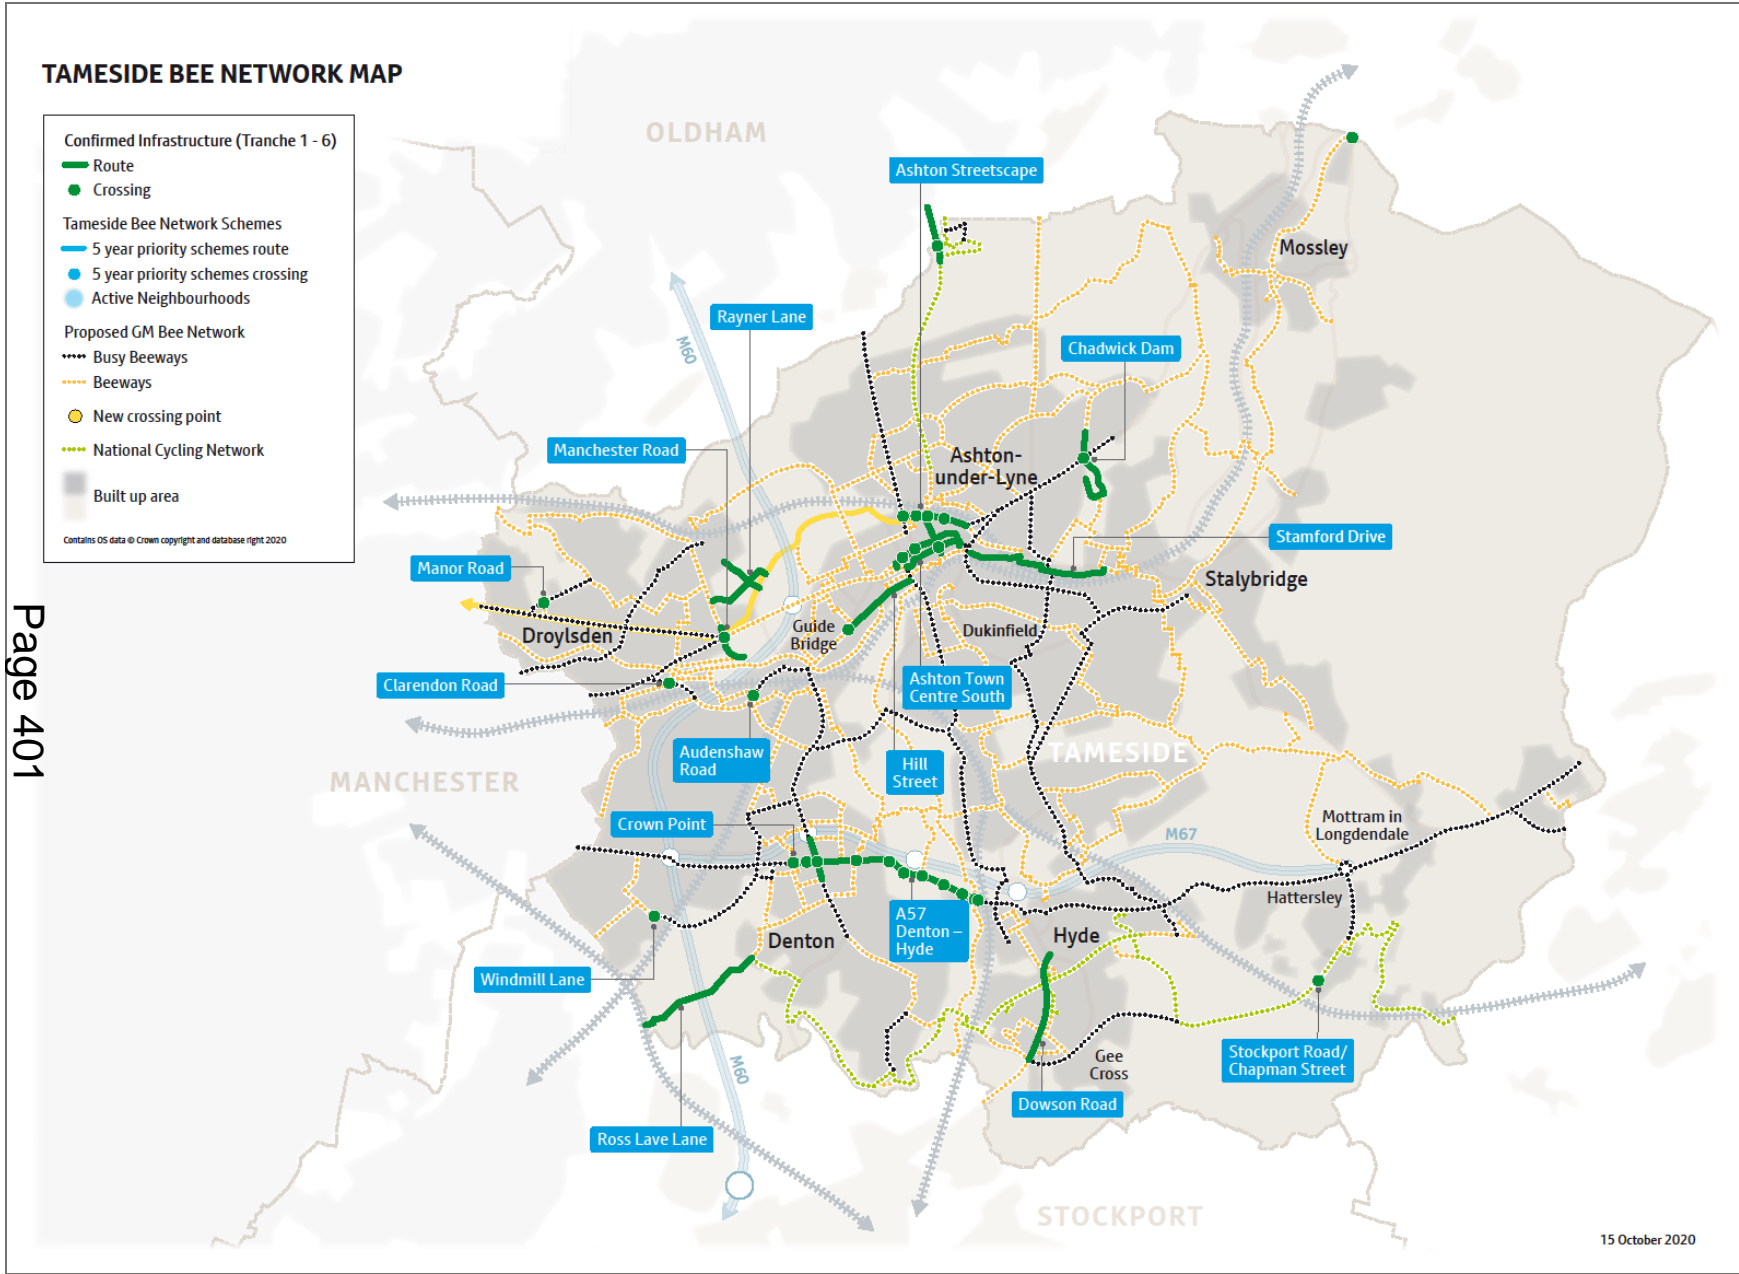 TAMESIDE BEE NETWORK MAP
Confirmed Infrastructure (Tranche 1 - 6)
Route
Crossing
Tameside Bee Network Schemes
5 year priority schemes route
5 year priority schemes crossing
Active Neighbourhoods
Proposed GM Bee Network
Busy Beeways
Beeways
New crossing point
National Cycling Network
Built up area
Contains OS data © Crown copyright and database right 2020
OLDHAM
Ashton Streetscape
Mossley
Rayner Lane
M60
Chadwick Dam
Manchester Road
Ashton-
under-Lyne
Stamford Drive
Manor Road
Stalybridge
Page 401
Droylsden
Guide
Bridge
Dukinfield
Clarendon Road
Ashton Town
Centre South
Audenshaw
Road
Hill
Street
TAMESIDE
MANCHESTER
Crown Point
M67
Mottram in
Longdendale
Hattersley
A57
Denton –
Hyde
Denton
Hyde
Windmill Lane
Stockport Road/
Chapman Street
Gee
Cross
M60
Dowson Road
Ross Lave Lane
STOCKPORT
15 October 2020